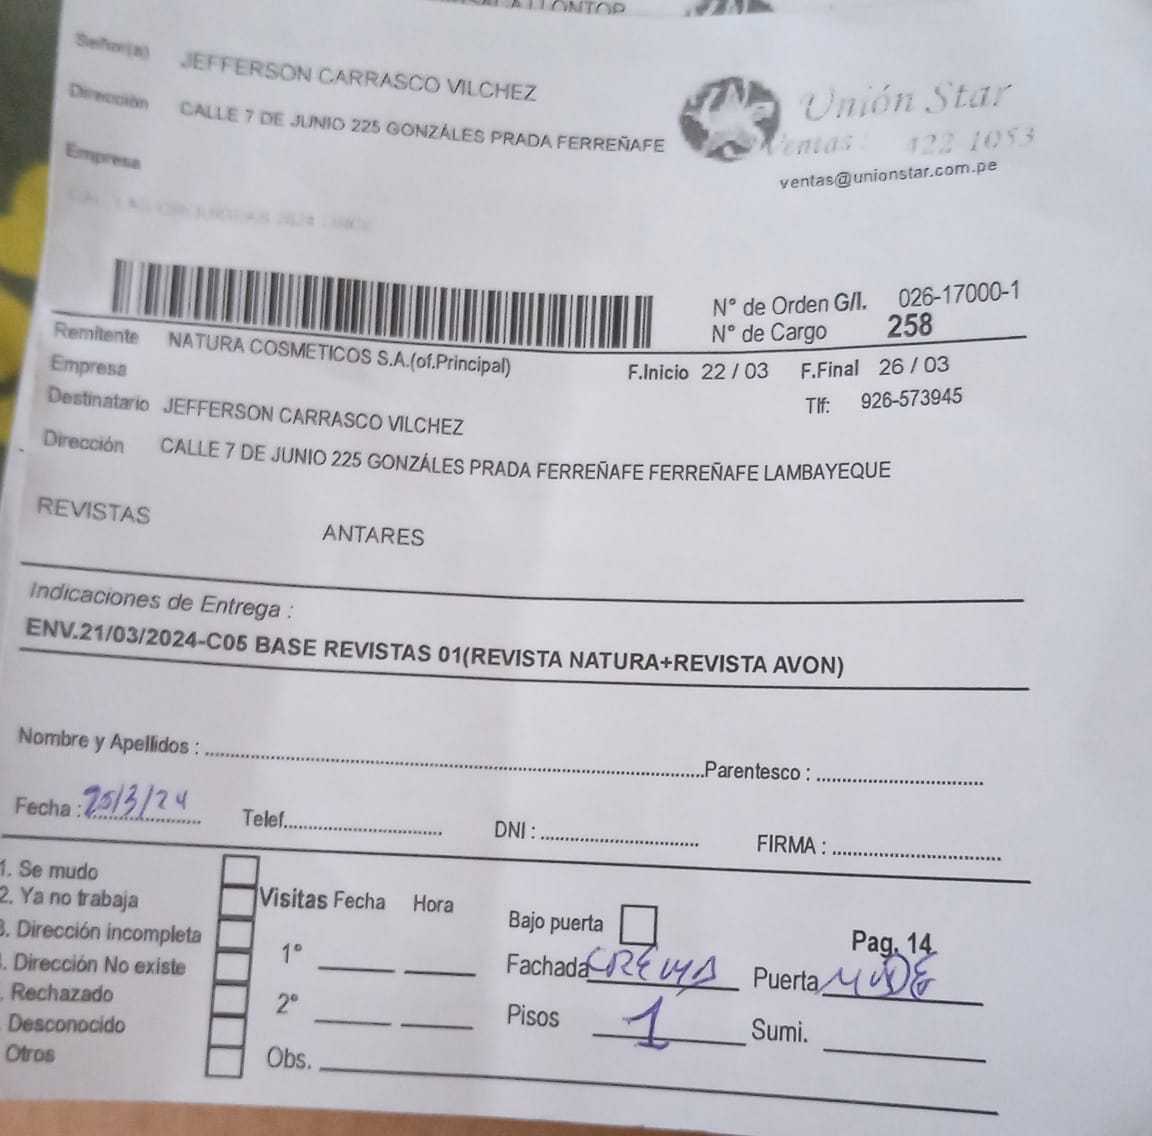 Señor(a) JEFFERSON CARRASCO VILCHEZ
Dirección CALLE 7 DE JUNIO 225 GONZÁLES PRADA FERREÑAFE
Empresa
Unión Star
Ventas : 422 1053
ventas@unionstar.com.pe
N° de Orden G/I. 026-17000-1
N° de Cargo 258
Remitente NATURA COSMETICOS S.A.(of.Principal)
Empresa F.Inicio 22 / 03 F.Final 26 / 03
Destinatario JEFFERSON CARRASCO VILCHEZ Tlf: 926-573945
Dirección CALLE 7 DE JUNIO 225 GONZÁLES PRADA FERREÑAFE FERREÑAFE LAMBAYEQUE
REVISTAS ANTARES
Indicaciones de Entrega :
ENV.21/03/2024-C05 BASE REVISTAS 01(REVISTA NATURA+REVISTA AVON)
Nombre y Apellidos : Parentesco :
Fecha : 25/3/24 Telef. DNI : FIRMA :
1. Se mudo
2. Ya no trabaja Visitas Fecha Hora Bajo puerta Pag. 14
3. Dirección incompleta 1° Fachada CREMA Puerta
. Dirección No existe
. Rechazado 2° Pisos 1 Sumi.
Desconocido
Otros Obs.